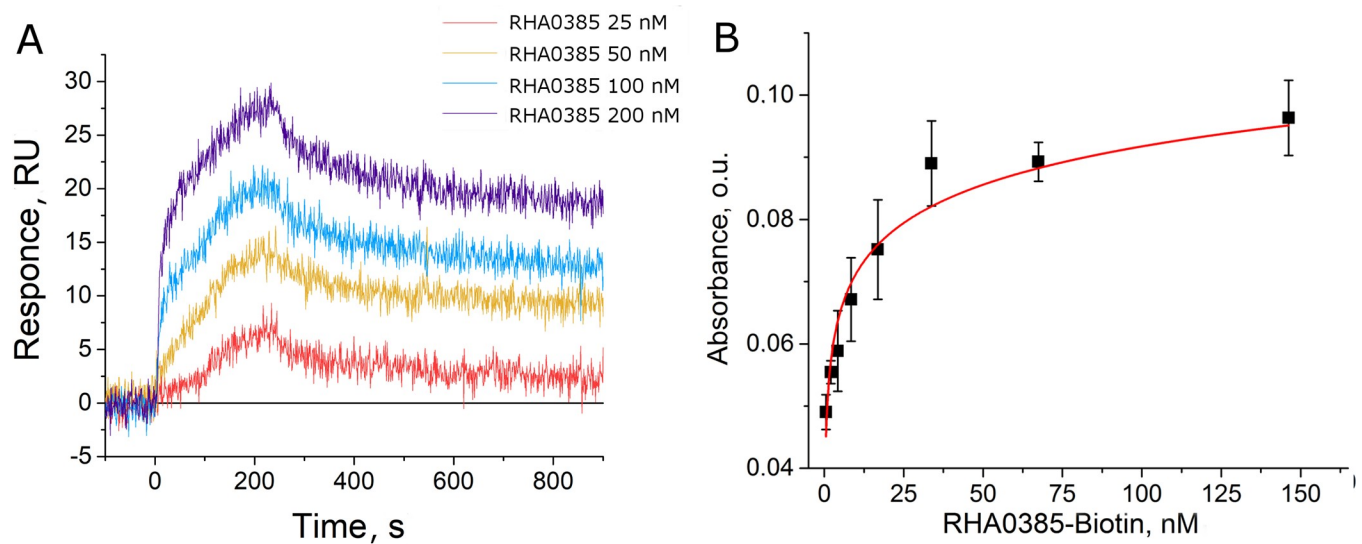 A
RHA0385 25 nM
RHA0385 50 nM
RHA0385 100 nM
RHA0385 200 nM
Responce, RU
30
25
20
15
10
5
0
-5
0 200 400 600 800
Time, s
B
Absorbance, o.u.
0.10
0.08
0.06
0.04
0 25 50 75 100 125 150
RHA0385-Biotin, nM